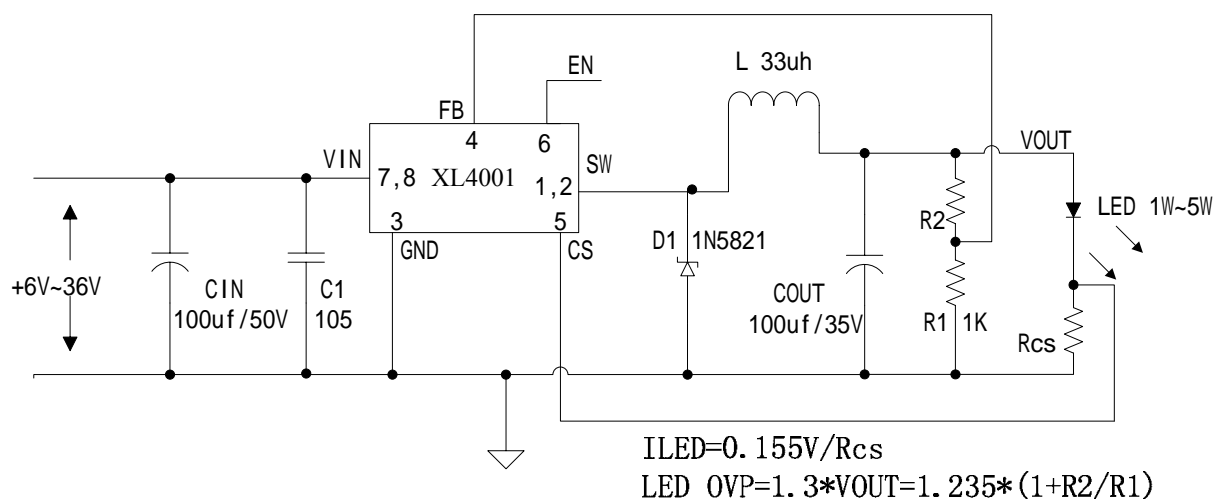 L 33uh
EN
FB
4
6
VOUT
VIN
SW
7,8
XL4001
1,2
3
5
GND
CS
R2
LED 1W~5W
D1 1N5821
+6V~36V
CIN
100uf/50V
C1
105
COUT
100uf/35V
R1 1K
Rcs
ILED=0.155V/Rcs
LED OVP=1.3*VOUT=1.235*(1+R2/R1)